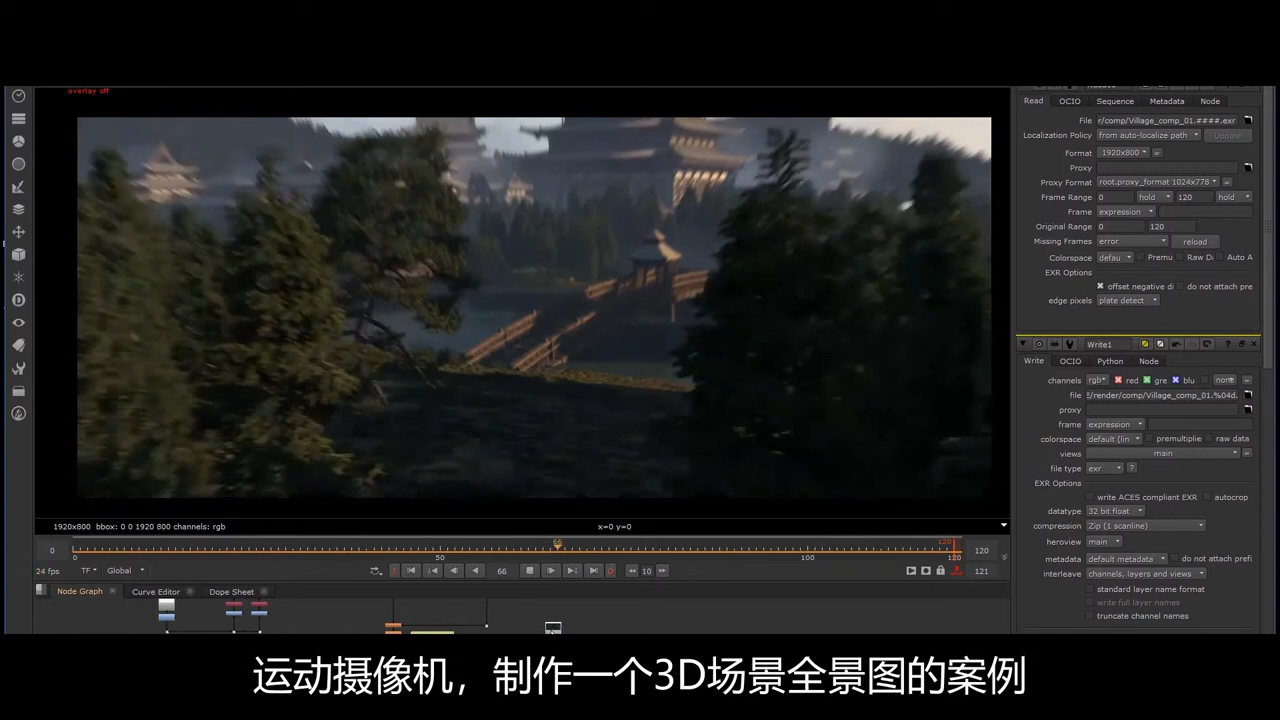 overlay off
Read OCIO Sequence Metadata Node
File r/comp/Village_comp_01.####.exr
Localization Policy from auto-localize path Update
Format 1920x800 =
Proxy
Proxy Format root.proxy_format 1024x778 =
Frame Range 0 hold 120 hold
Frame expression
Original Range 0 120
Missing Frames error reload
Colorspace defau Premu Raw Da Auto A
EXR Options
offset negative di do not attach pre
edge pixels plate detect
Write1
Write OCIO Python Node
channels rgb red gre blu none =
file E/render/comp/Village_comp_01.%04d.
proxy
frame expression
colorspace default (lin premultiplie raw data
views main =
file type exr ?
EXR Options
write ACES compliant EXR autocrop
datatype 32 bit float
compression Zip (1 scanline)
heroview main
metadata default metadata do not attach prefi
interleave channels, layers and views
standard layer name format
write full layer names
truncate channel names
1920x800 bbox: 0 0 1920 800 channels: rgb x=0 y=0
0 0 50 66 100 120 120 120
24 fps TF Global 66 10 121
Node Graph Curve Editor Dope Sheet
运动摄像机，制作一个3D场景全景图的案例